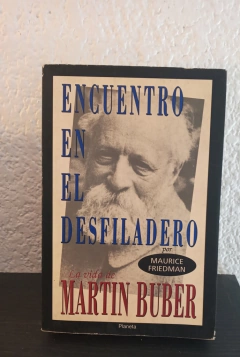 ENCUENTRO
EN
EL
DESFILADERO
por
MAURICE
FRIEDMAN
La vida de
MARTIN BUBER
Planeta